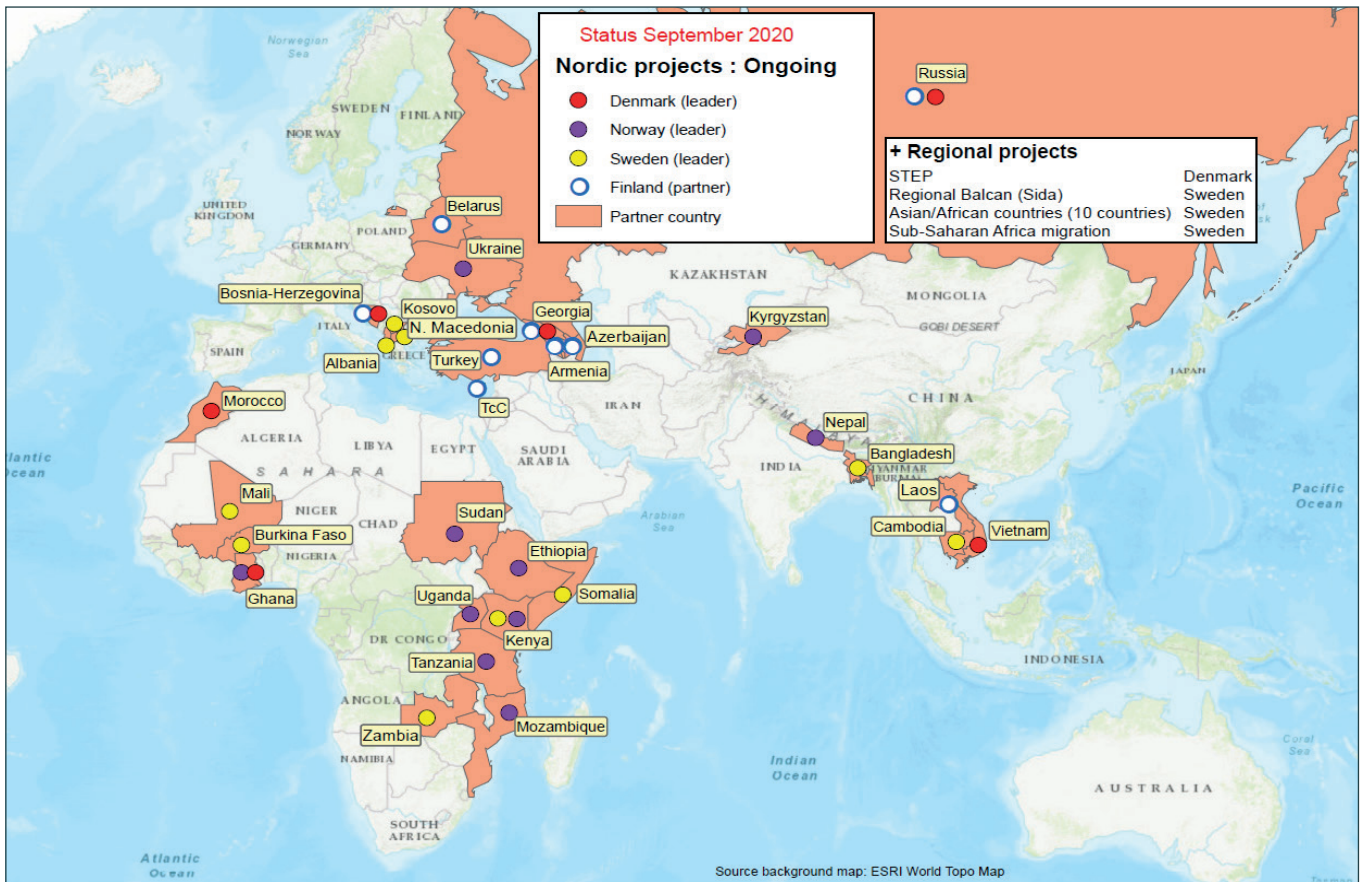 Status September 2020
Nordic projects : Ongoing
Denmark (leader)
Norway (leader)
Sweden (leader)
Finland (partner)
Partner country
+ Regional projects
STEP Denmark
Regional Balcan (Sida) Sweden
Asian/African countries (10 countries) Sweden
Sub-Saharan Africa migration Sweden
Norwegian
Sea
SWEDEN
FINLAND
NORWAY
UNITED
KINGDOM
POLAND
GERMANY
ITALY
SPAIN
GREECE
Russia
Belarus
Ukraine
Bosnia-Herzegovina
Kosovo
N. Macedonia
Albania
Georgia
Azerbaijan
Turkey
Armenia
TcC
KAZAKHSTAN
MONGOLIA
GOBI DESERT
Kyrgyzstan
CHINA
JAPAN
IRAN
HIMALAYA
Nepal
INDIA
Bangladesh
MYANMAR
BURMA
Laos
Cambodia
Vietnam
Morocco
ALGERIA
LIBYA
EGYPT
SAUDI
ARABIA
SAHARA
Atlantic
Ocean
Mali
NIGER
CHAD
Sudan
Arabian
Sea
Burkina Faso
NIGERIA
Ghana
Ethiopia
Uganda
Somalia
Kenya
DR CONGO
Tanzania
ANGOLA
Zambia
Mozambique
NAMIBIA
SOUTH
AFRICA
INDONESIA
Pacific
Ocean
Indian
Ocean
Coral
Sea
AUSTRALIA
Atlantic
Ocean
Source background map: ESRI World Topo Map